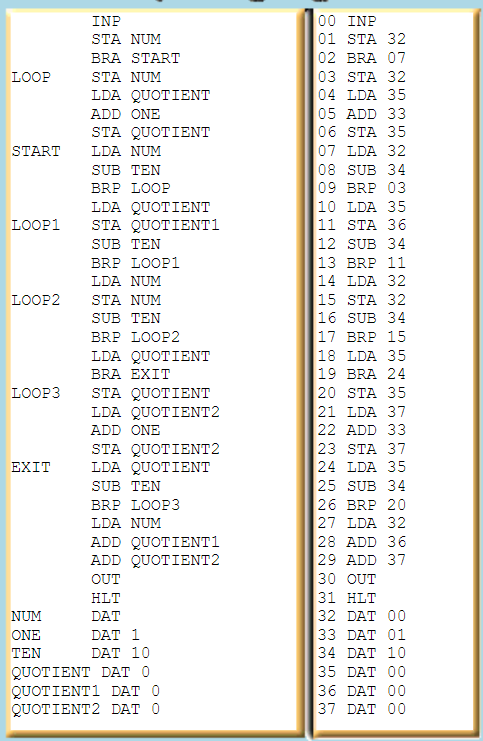 INP
STA NUM
BRA START
LOOP STA NUM
LDA QUOTIENT
ADD ONE
STA QUOTIENT
START LDA NUM
SUB TEN
BRP LOOP
LDA QUOTIENT
LOOP1 STA QUOTIENT1
SUB TEN
BRP LOOP1
LDA NUM
LOOP2 STA NUM
SUB TEN
BRP LOOP2
LDA QUOTIENT
BRA EXIT
LOOP3 STA QUOTIENT
LDA QUOTIENT2
ADD ONE
STA QUOTIENT2
EXIT LDA QUOTIENT
SUB TEN
BRP LOOP3
LDA NUM
ADD QUOTIENT1
ADD QUOTIENT2
OUT
HLT
NUM DAT
ONE DAT 1
TEN DAT 10
QUOTIENT DAT 0
QUOTIENT1 DAT 0
QUOTIENT2 DAT 0
00 INP
01 STA 32
02 BRA 07
03 STA 32
04 LDA 35
05 ADD 33
06 STA 35
07 LDA 32
08 SUB 34
09 BRP 03
10 LDA 35
11 STA 36
12 SUB 34
13 BRP 11
14 LDA 32
15 STA 32
16 SUB 34
17 BRP 15
18 LDA 35
19 BRA 24
20 STA 35
21 LDA 37
22 ADD 33
23 STA 37
24 LDA 35
25 SUB 34
26 BRP 20
27 LDA 32
28 ADD 36
29 ADD 37
30 OUT
31 HLT
32 DAT 00
33 DAT 01
34 DAT 10
35 DAT 00
36 DAT 00
37 DAT 00